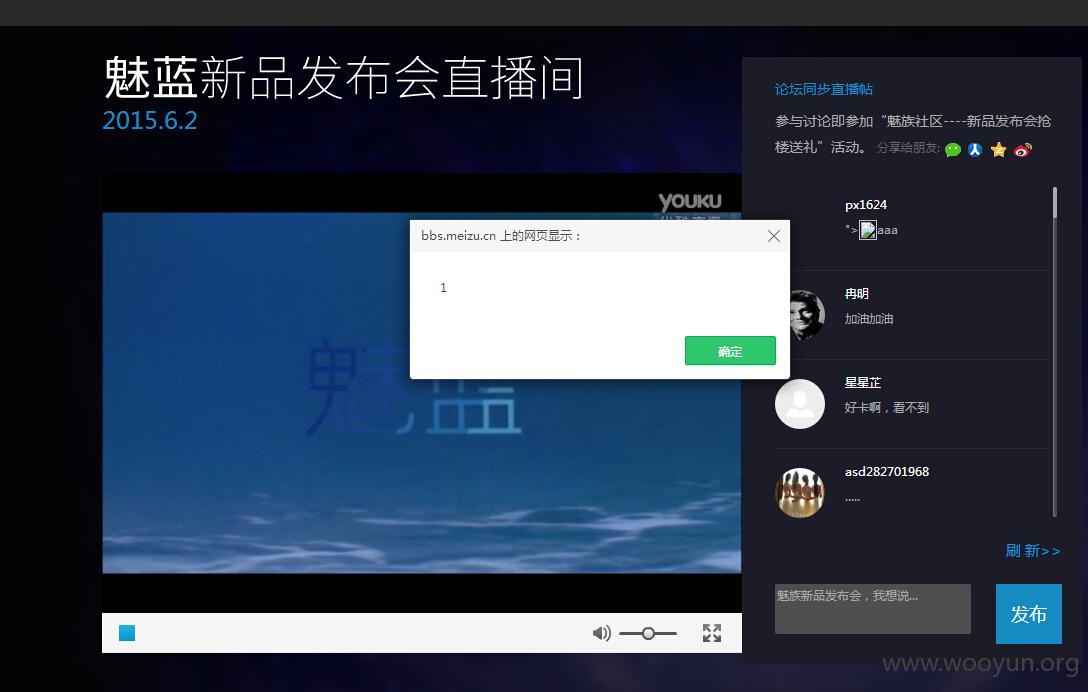 魅蓝新品发布会直播间
2015.6.2
论坛同步直播帖
参与讨论即参加“魅族社区----新品发布会抢
楼送礼”活动。 分享给朋友:
YOUKU
bbs.meizu.cn 上的网页显示：
1
确定
魅蓝
px1624
">aaa
冉明
加油加油
星星芷
好卡啊，看不到
asd282701968
.....
刷 新>>
魅族新品发布会，我想说...
发布
www.wooyun.org